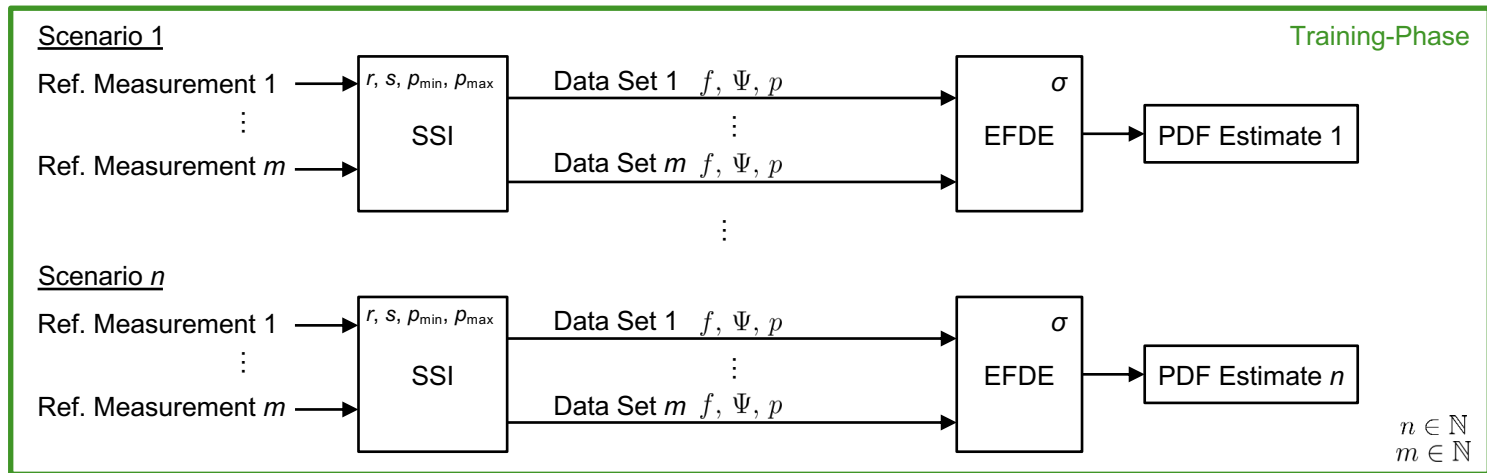 Scenario 1
Training-Phase
Ref. Measurement 1
⋮
Ref. Measurement m
r, s, pmin, pmax
SSI
Data Set 1 f, Ψ, p
⋮
Data Set m f, Ψ, p
σ
EFDE
PDF Estimate 1
⋮
Scenario n
Ref. Measurement 1
⋮
Ref. Measurement m
r, s, pmin, pmax
SSI
Data Set 1 f, Ψ, p
⋮
Data Set m f, Ψ, p
σ
EFDE
PDF Estimate n
n ∈ ℕ
m ∈ ℕ